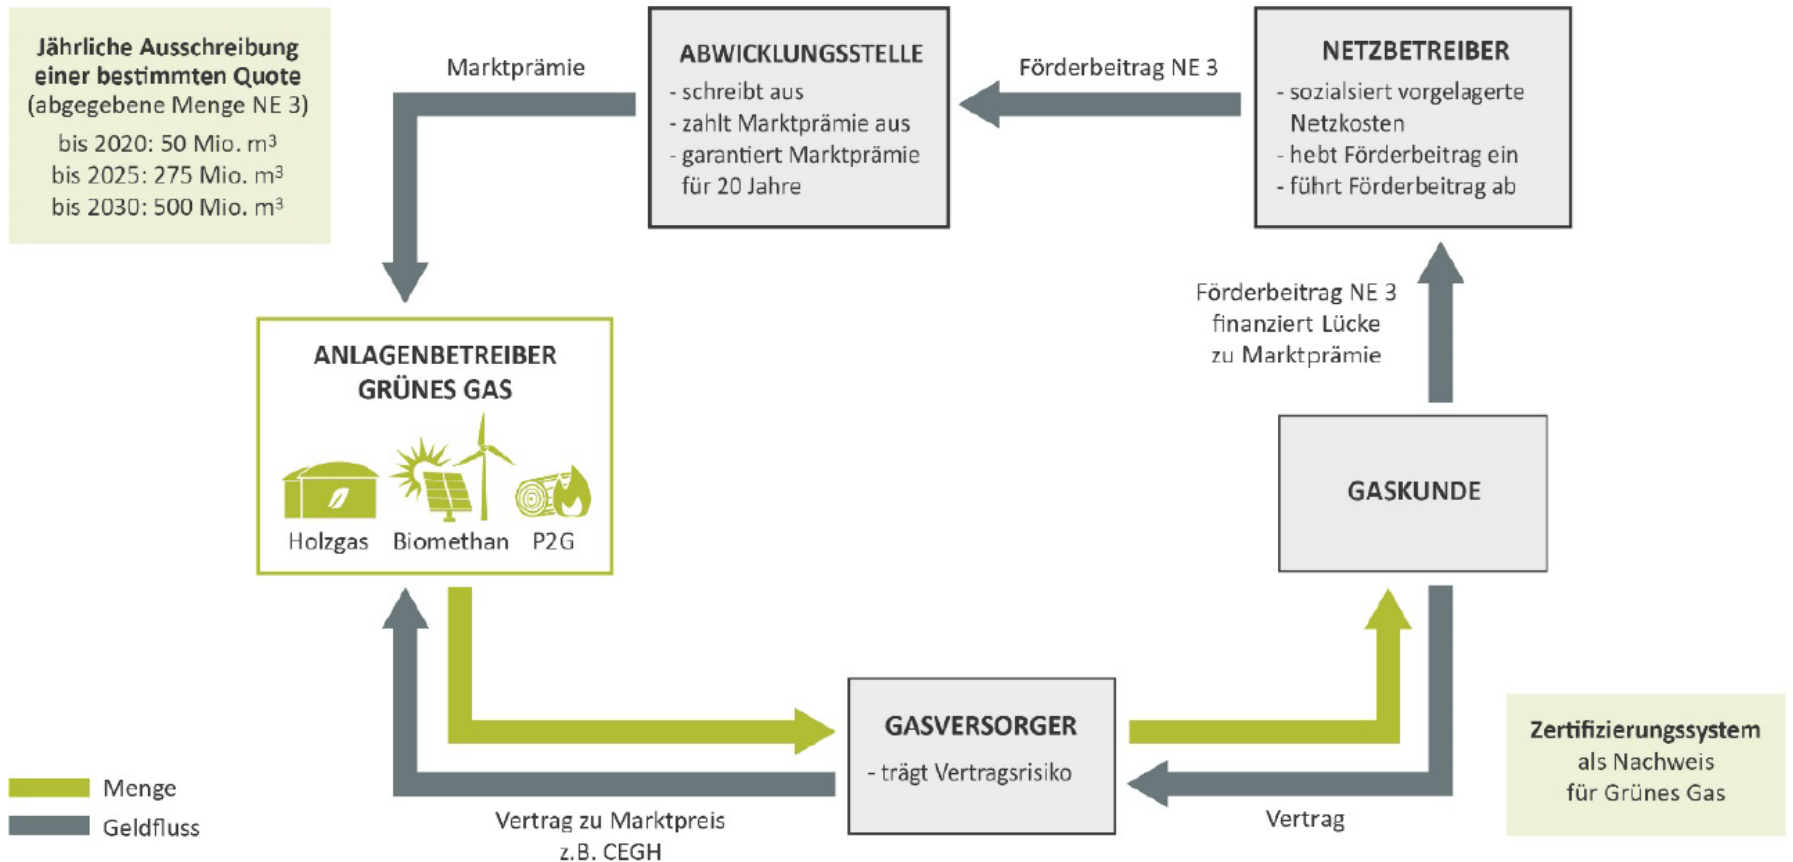 Jährliche Ausschreibung
einer bestimmten Quote
(abgegebene Menge NE 3)
bis 2020: 50 Mio. m³
bis 2025: 275 Mio. m³
bis 2030: 500 Mio. m³
Marktprämie
ABWICKLUNGSSTELLE
- schreibt aus
- zahlt Marktprämie aus
- garantiert Marktprämie
für 20 Jahre
Förderbeitrag NE 3
NETZBETREIBER
- sozialsiert vorgelagerte
Netzkosten
- hebt Förderbeitrag ein
- führt Förderbeitrag ab
Förderbeitrag NE 3
finanziert Lücke
zu Marktprämie
ANLAGENBETREIBER
GRÜNES GAS
Holzgas Biomethan P2G
GASKUNDE
GASVERSORGER
- trägt Vertragsrisiko
Zertifizierungssystem
als Nachweis
für Grünes Gas
Menge
Geldfluss
Vertrag zu Marktpreis
z.B. CEGH
Vertrag